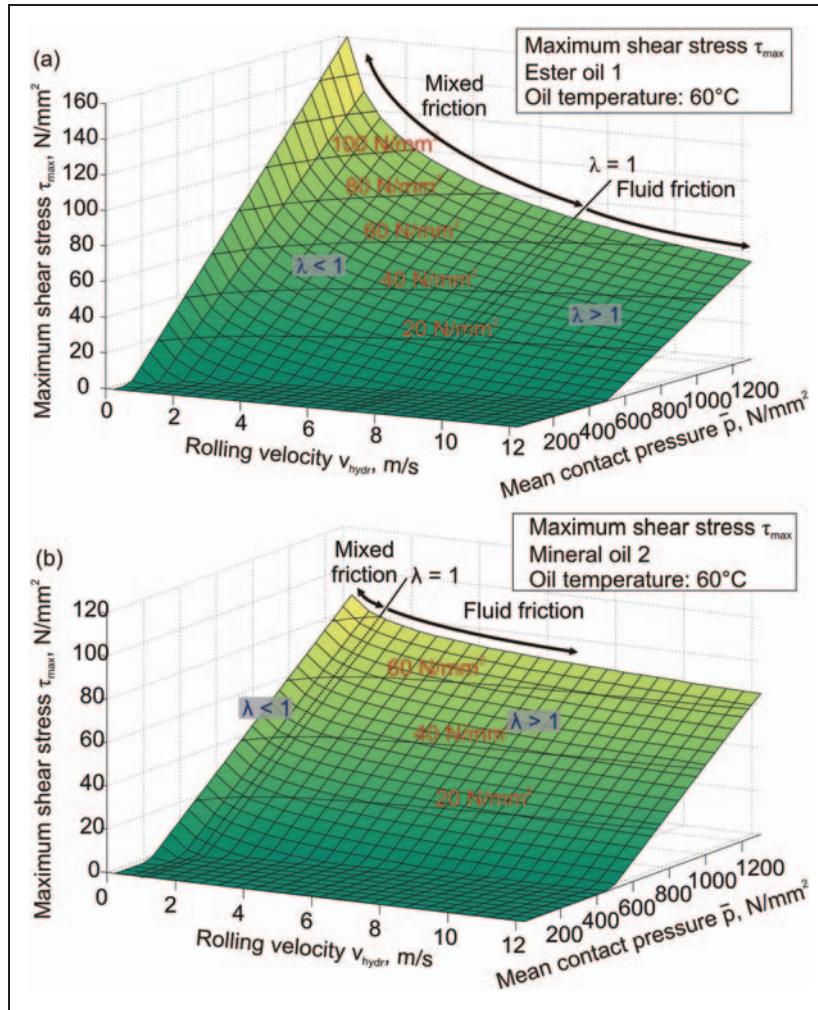 (a)
Maximum shear stress τmax
Ester oil 1
Oil temperature: 60°C
Mixed
friction
λ = 1
Fluid friction
160
140
120
100
80
60
40
20
0
Maximum shear stress τmax, N/mm²
100 N/mm²
80 N/mm²
60 N/mm²
40 N/mm²
20 N/mm²
λ < 1
λ > 1
0
2
4
6
8
10
12
Rolling velocity vhydr, m/s
200
400
600
800
1000
1200
Mean contact pressure p̄, N/mm²
(b)
Maximum shear stress τmax
Mineral oil 2
Oil temperature: 60°C
Mixed
friction
λ = 1
Fluid friction
120
100
80
60
40
20
0
Maximum shear stress τmax, N/mm²
60 N/mm²
40 N/mm
20 N/mm²
λ < 1
λ > 1
0
2
4
6
8
10
12
Rolling velocity vhydr, m/s
200
400
600
800
1000
1200
Mean contact pressure p̄, N/mm²